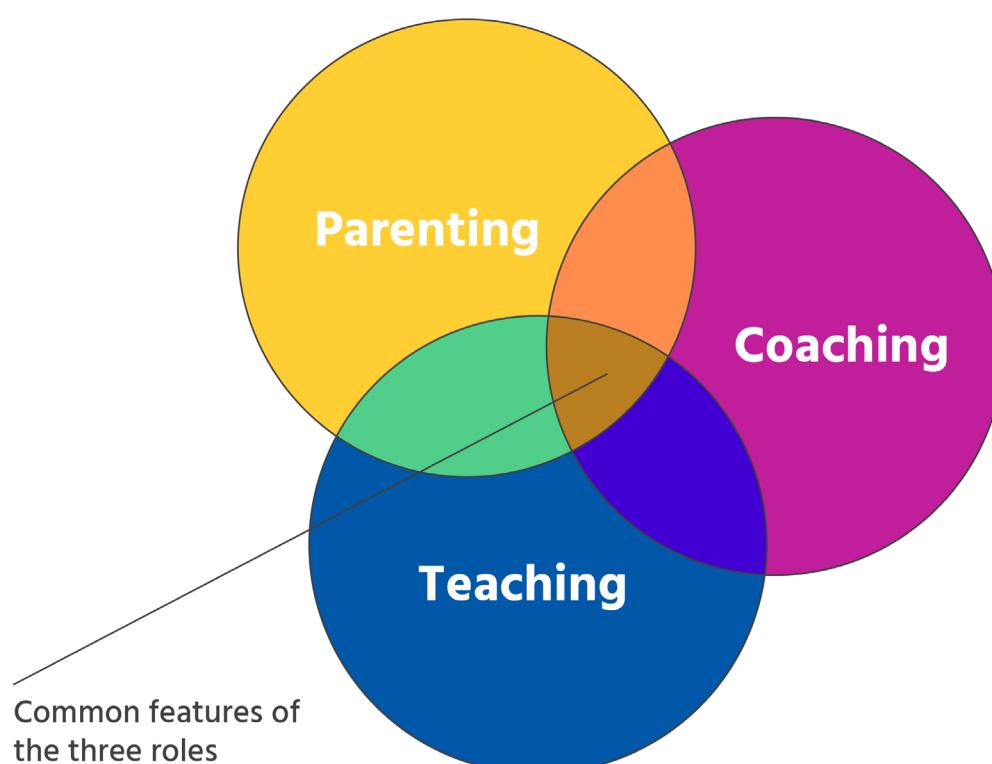 Parenting
Coaching
Teaching
Common features of
the three roles